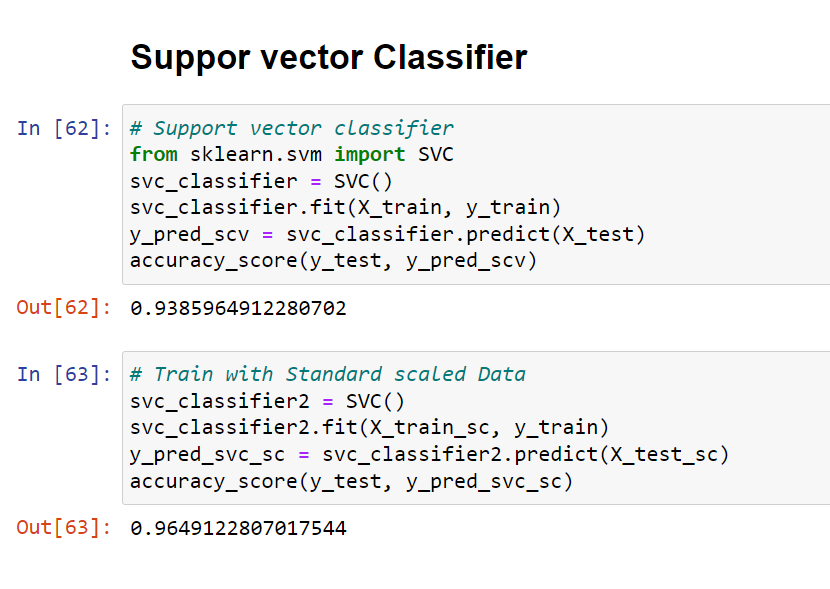 Suppor vector Classifier
In [62]: # Support vector classifier
from sklearn.svm import SVC
svc_classifier = SVC()
svc_classifier.fit(X_train, y_train)
y_pred_scv = svc_classifier.predict(X_test)
accuracy_score(y_test, y_pred_scv)
Out[62]: 0.9385964912280702
In [63]: # Train with Standard scaled Data
svc_classifier2 = SVC()
svc_classifier2.fit(X_train_sc, y_train)
y_pred_svc_sc = svc_classifier2.predict(X_test_sc)
accuracy_score(y_test, y_pred_svc_sc)
Out[63]: 0.9649122807017544